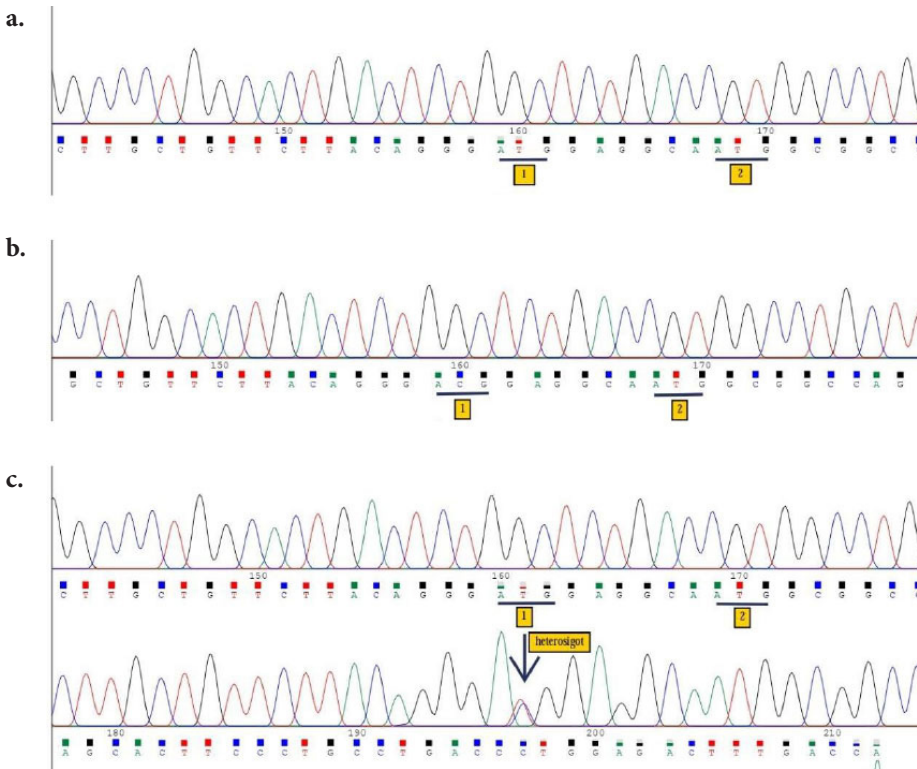 a.
150 160 170
C T T G C T G T T C T T A C A G G G A T G G A G G C A A T G G C G G C
1 2
b.
150 160 170
G C T G T T C T T A C A G G G A C G G A G G C A A T G G C G G C C A G
1 2
c.
150 160 170
C T T G C T G T T C T T A C A G G G A T G G A G G C A A T G G C G G C
1 2
heterosigot
180 190 200 210
A G C A C T T C C C T G C C T G A C C C T G G A G A C T T T G A C C A